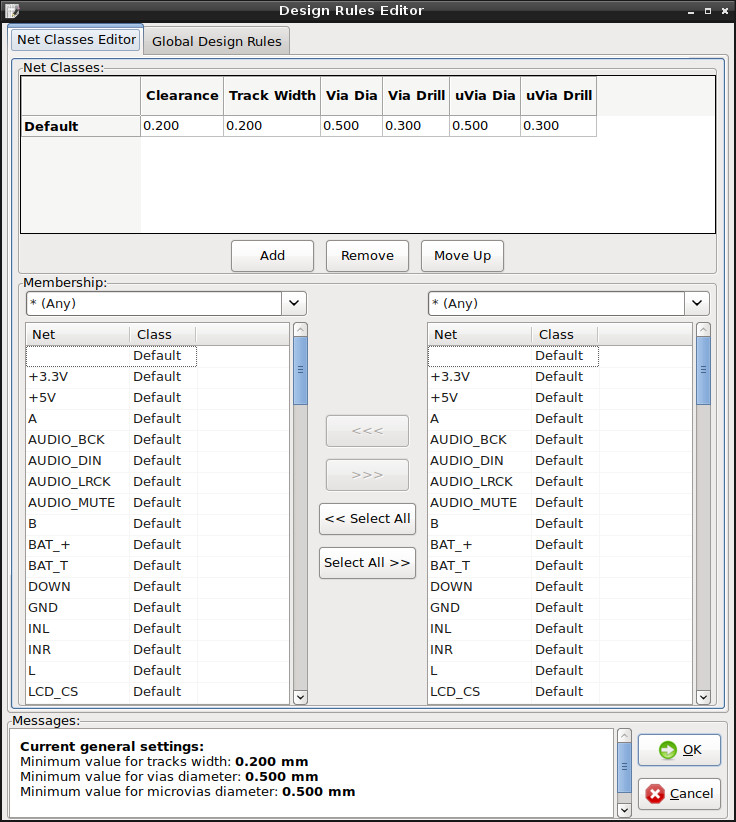 Design Rules Editor
Net Classes Editor Global Design Rules
Net Classes:
Clearance Track Width Via Dia Via Drill uVia Dia uVia Drill
Default 0.200 0.200 0.500 0.300 0.500 0.300
Add Remove Move Up
Membership:
* (Any) * (Any)
Net Class Net Class
Default Default
+3.3V Default +3.3V Default
+5V Default +5V Default
A Default A Default
AUDIO_BCK Default AUDIO_BCK Default
AUDIO_DIN Default AUDIO_DIN Default
AUDIO_LRCK Default AUDIO_LRCK Default
AUDIO_MUTE Default AUDIO_MUTE Default
B Default B Default
BAT_+ Default BAT_+ Default
BAT_T Default BAT_T Default
DOWN Default DOWN Default
GND Default GND Default
INL Default INL Default
INR Default INR Default
L Default L Default
LCD_CS Default LCD_CS Default
<<<
>>>
<< Select All
Select All >>
Messages:
Current general settings:
Minimum value for tracks width: 0.200 mm
Minimum value for vias diameter: 0.500 mm
Minimum value for microvias diameter: 0.500 mm
OK
Cancel